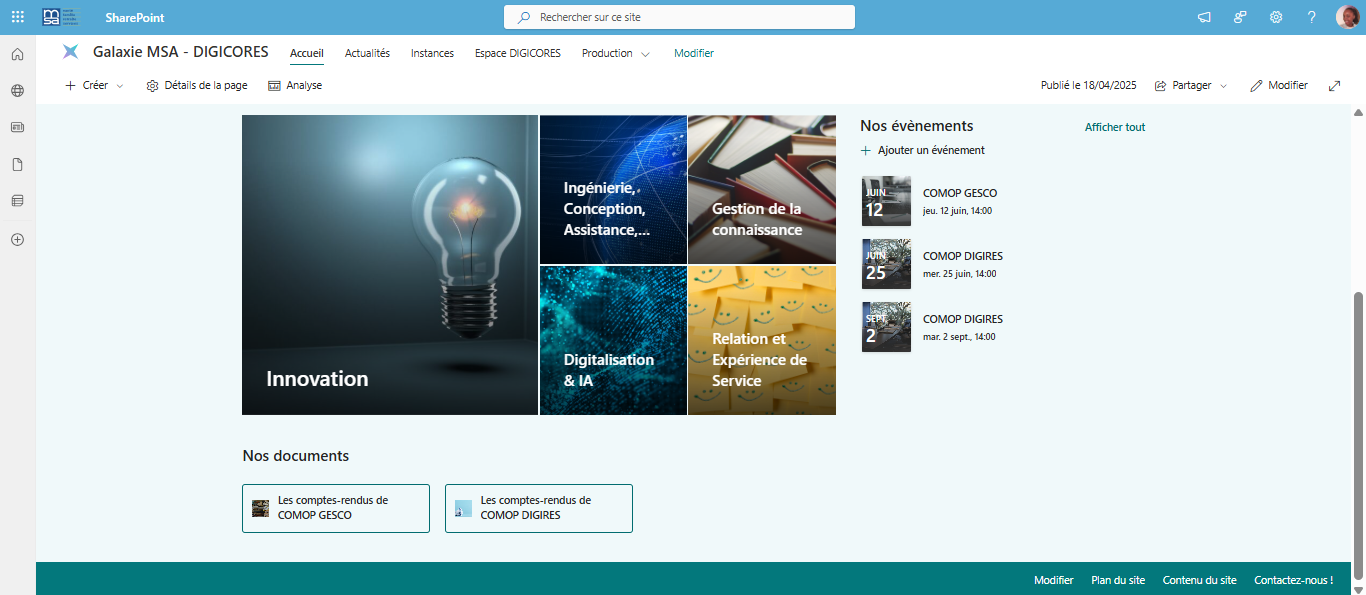 msa
SharePoint
Rechercher sur ce site
?
Galaxie MSA - DIGICORES
Accueil
Actualités
Instances
Espace DIGICORES
Production
Modifier
Créer
Détails de la page
Analyse
Publié le 18/04/2025
Partager
Modifier
Innovation
Ingénierie,
Conception,
Assistance,...
Gestion de la
connaissance
Digitalisation
& IA
Relation et
Expérience de
Service
Nos évènements
Afficher tout
Ajouter un événement
JUIN
12
COMOP GESCO
jeu. 12 juin, 14:00
JUIN
25
COMOP DIGIRES
mer. 25 juin, 14:00
SEPT.
2
COMOP DIGIRES
mar. 2 sept., 14:00
Nos documents
Les comptes-rendus de
COMOP GESCO
Les comptes-rendus de
COMOP DIGIRES
Modifier
Plan du site
Contenu du site
Contactez-nous !